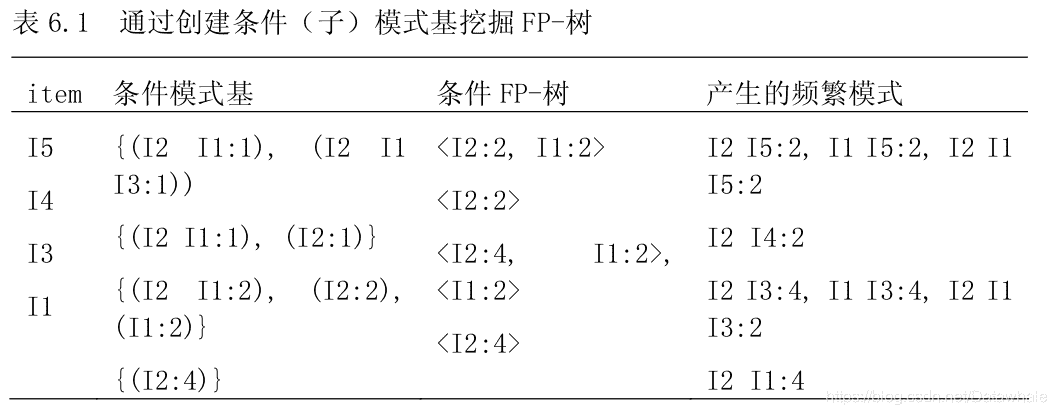 表 6.1 通过创建条件（子）模式基挖掘 FP-树
item 条件模式基 条件 FP-树 产生的频繁模式
I5 {(I2 I1:1), (I2 I1 <I2:2, I1:2> I2 I5:2, I1 I5:2, I2 I1
I3:1)) I5:2
I4 <I2:2>
{(I2 I1:1), (I2:1)} I2 I4:2
I3 <I2:4, I1:2>,
{(I2 I1:2), (I2:2), <I1:2> I2 I3:4, I1 I3:4, I2 I1
I1
(I1:2)} I3:2
<I2:4>
{(I2:4)} I2 I1:4
https://blog.csdn.net/Datawhale